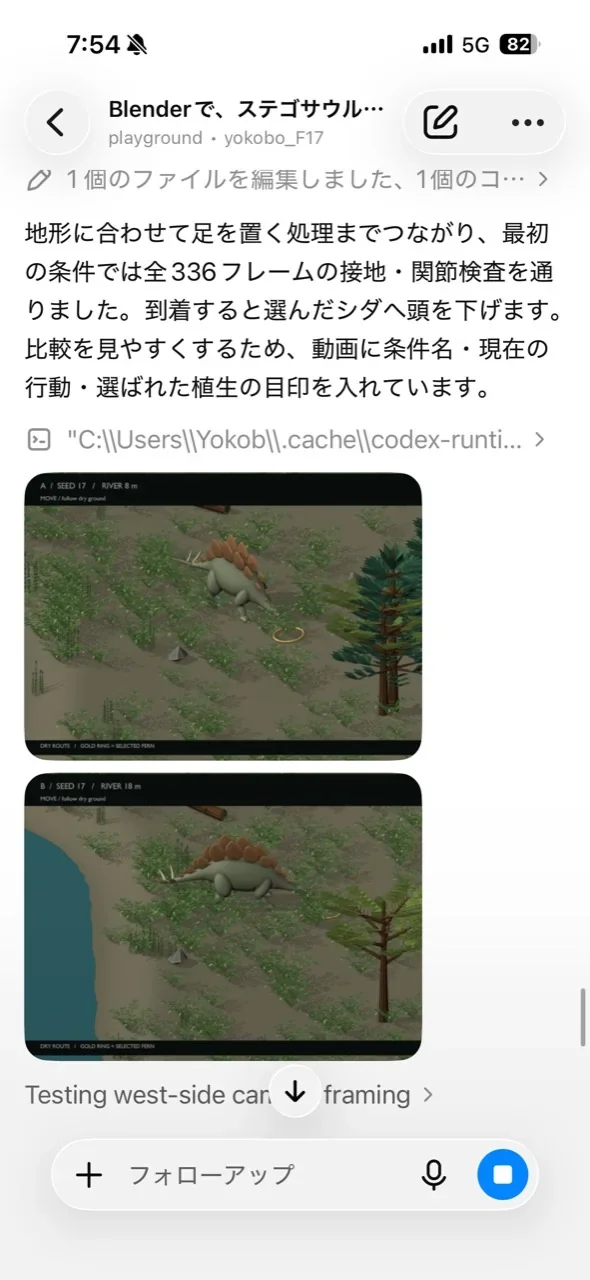 7:54
5G
82
Blenderで、ステゴサウル…
playground • yokobo_F17
1個のファイルを編集しました、1個のコ…
地形に合わせて足を置く処理までつながり、最初
の条件では全336フレームの接地・関節検査を通
りました。到着すると選んだシダへ頭を下げます。
比較を見やすくするため、動画に条件名・現在の
行動・選ばれた植生の目印を入れています。
"C:\\Users\\Yokob\\.cache\\codex-runti...
A / SEED 17 / RIVER 8 m
MOVE / follow dry ground
DRY ROUTE / GOLD RING = SELECTED FERN
B / SEED 17 / RIVER 18 m
MOVE / follow dry ground
DRY ROUTE / GOLD RING = SELECTED FERN
Testing west-side framing
フォローアップ